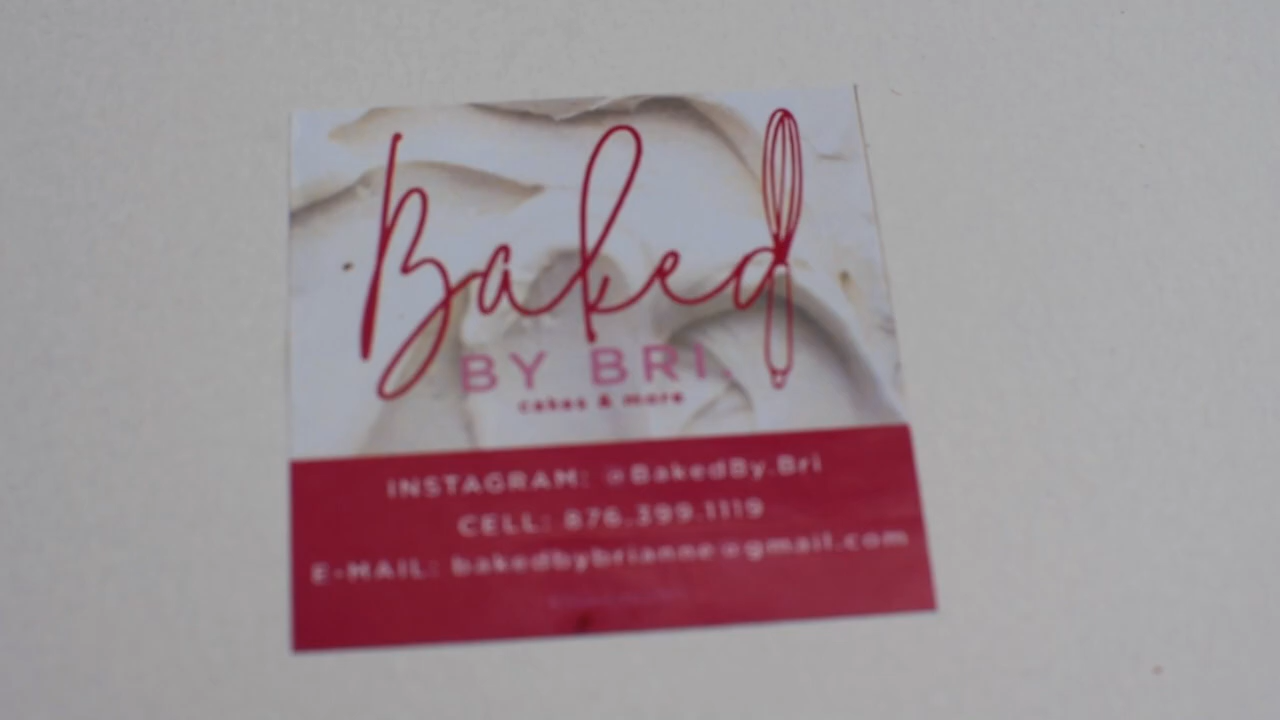 Baked
BY BRI.
cakes & more
INSTAGRAM: @BakedBy.Bri
CELL: 876.399.1119
E-MAIL: bakedbybrianne@gmail.com